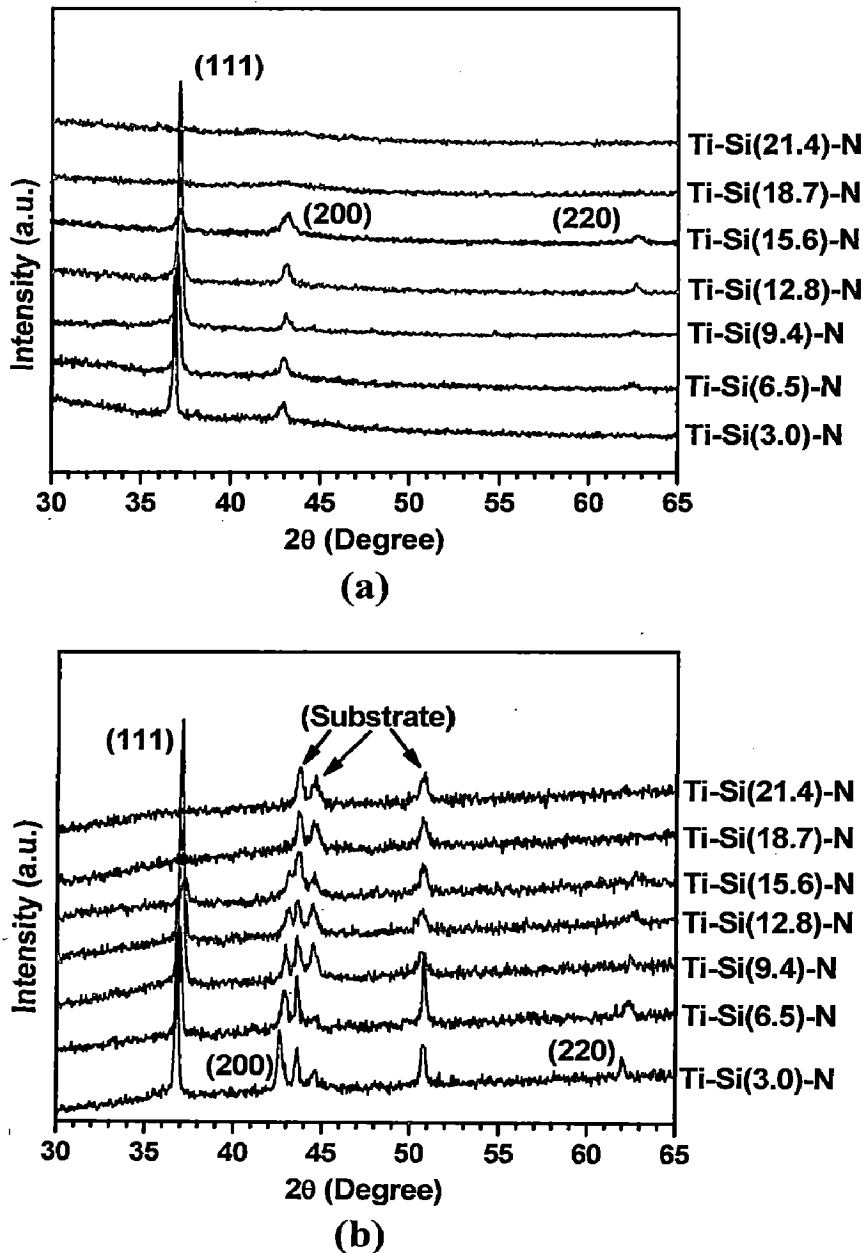 (111)
Ti-Si(21.4)-N
Ti-Si(18.7)-N
(200)
(220)
Ti-Si(15.6)-N
Ti-Si(12.8)-N
Ti-Si(9.4)-N
Ti-Si(6.5)-N
Ti-Si(3.0)-N
Intensity (a.u.)
30 35 40 45 50 55 60 65
2θ (Degree)
(a)
(Substrate)
(111)
Ti-Si(21.4)-N
Ti-Si(18.7)-N
Ti-Si(15.6)-N
Ti-Si(12.8)-N
Ti-Si(9.4)-N
Ti-Si(6.5)-N
(200)
(220)
Ti-Si(3.0)-N
Intensity (a.u.)
30 35 40 45 50 55 60 65
2θ (Degree)
(b)